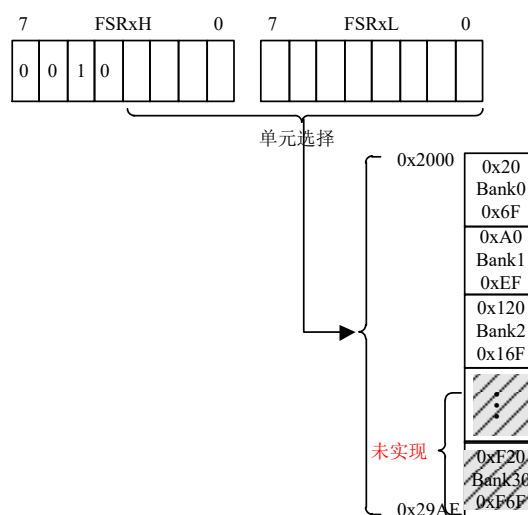 7 FSRxH 0 7 FSRxL 0
0 0 1 0
单元选择
0x2000
0x20
Bank0
0x6F
0xA0
Bank1
0xEF
0x120
Bank2
0x16F
未实现
0xF20
Bank30
0xF6F
0x29AF